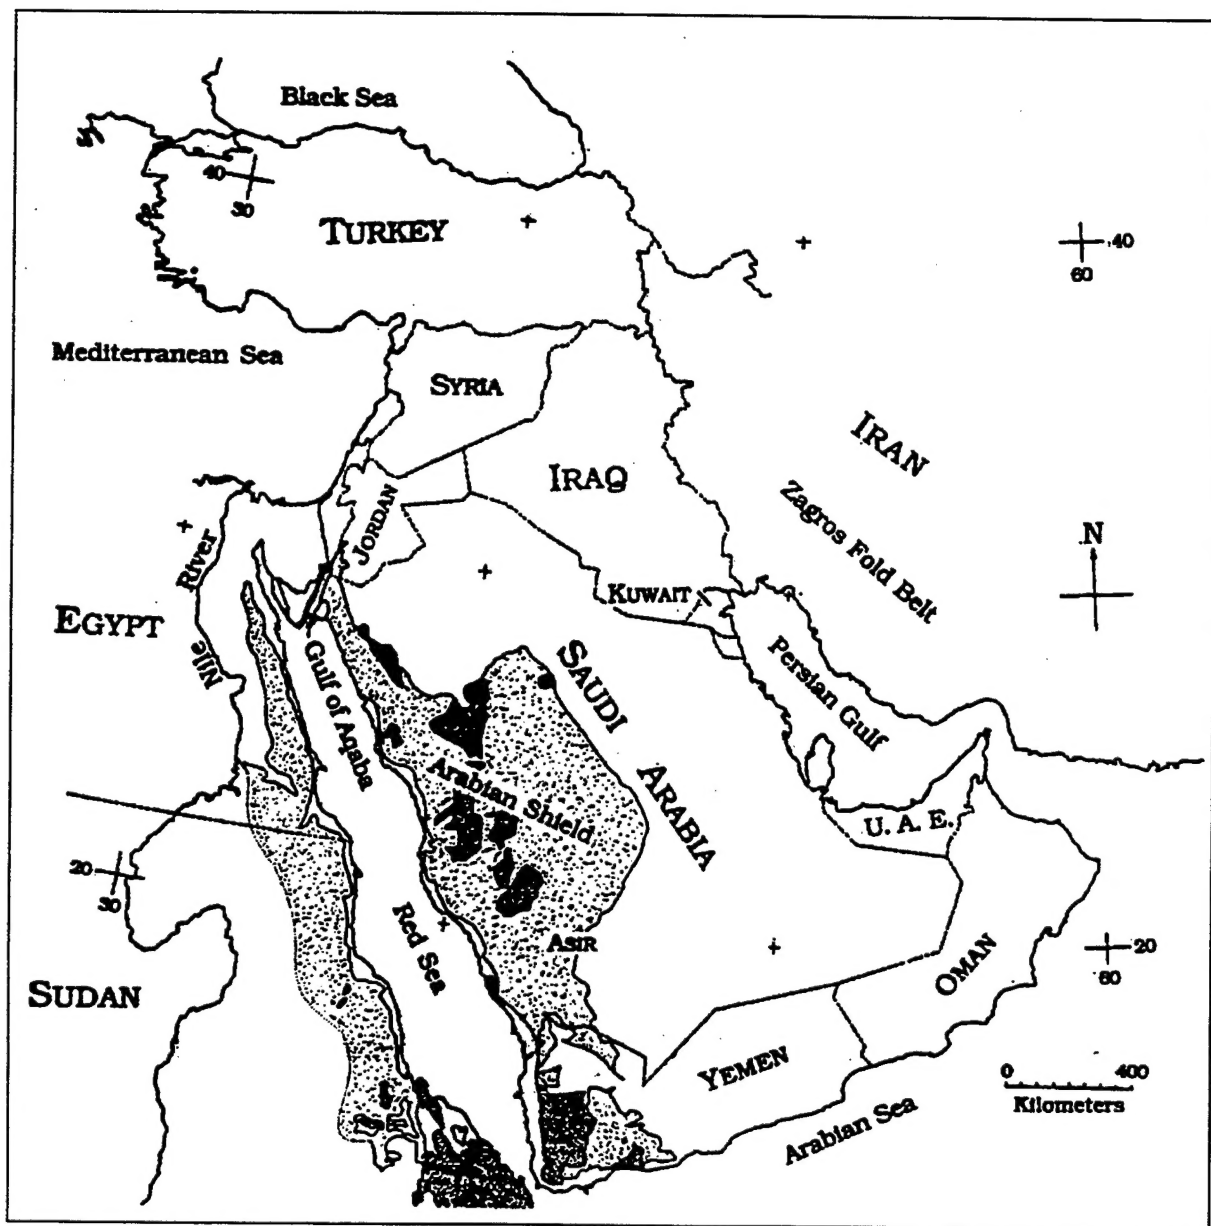 Black Sea
40
30
TURKEY
.40
60
Mediterranean Sea
SYRIA
IRAN
IRAQ
JORDAN
Zagros Fold Belt
N
River
Nile
KUWAIT
EGYPT
Persian Gulf
SAUDI
ARABIA
Gulf of Aqaba
Arabian Shield
U. A. E.
20
30
Red Sea
ASIR
20
60
OMAN
SUDAN
YEMEN
0 400
Kilometers
Arabian Sea